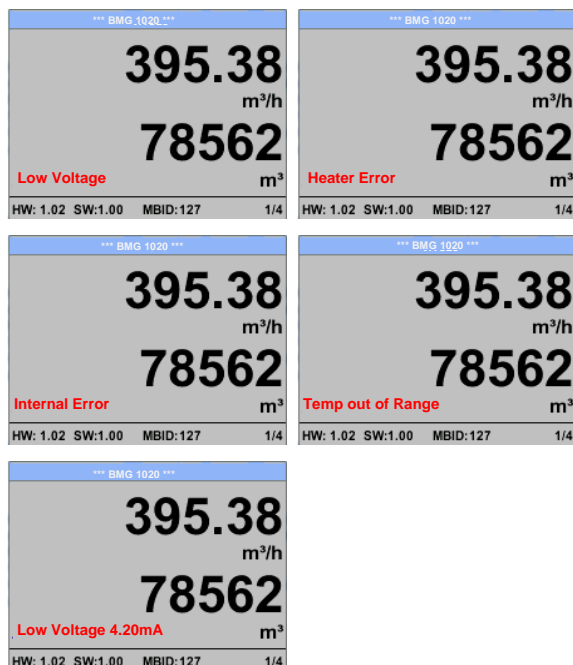 *** BMG 1020 ***
395.38
m³/h
78562
Low Voltage
m³
HW: 1.02 SW:1.00 MBID:127 1/4
*** BMG 1020 ***
395.38
m³/h
78562
Heater Error
m³
HW: 1.02 SW:1.00 MBID:127 1/4
*** BMG 1020 ***
395.38
m³/h
78562
Internal Error
m³
HW: 1.02 SW:1.00 MBID:127 1/4
*** BMG 1020 ***
395.38
m³/h
78562
Temp out of Range
m³
HW: 1.02 SW:1.00 MBID:127 1/4
*** BMG 1020 ***
395.38
m³/h
78562
Low Voltage 4.20mA
m³
HW: 1.02 SW:1.00 MBID:127 1/4